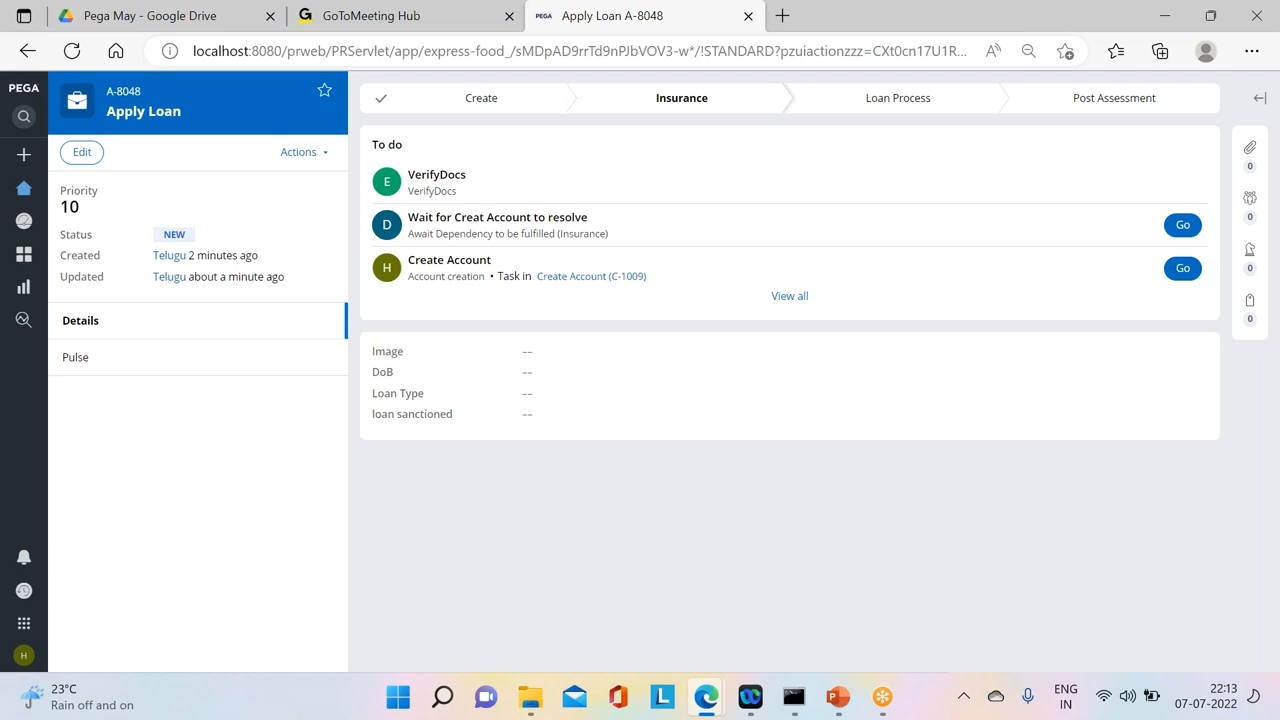 My Drive - Google Drive
GoToMeeting Hub
PEGA Apply Loan A-8048
localhost:8080/prweb/PRServlet/app/express-food_/sMDpAD9rrTd9nPJbVOV3-w*/!STANDARD?pzuiactionzzz=CXt0cn17U1R...
PEGA
A-8048
Apply Loan
Create
Insurance
Loan Process
Post Assessment
Edit
Actions
Priority
10
Status NEW
Created Telugu 2 minutes ago
Updated Telugu about a minute ago
Details
Pulse
To do
E
VerifyDocs
VerifyDocs
D
Wait for Creat Account to resolve
Await Dependency to be fulfilled (Insurance)
Go
H
Create Account
Account creation • Task in Create Account (C-1009)
Go
View all
Image --
DoB --
Loan Type --
loan sanctioned --
0
0
0
0
H
23°C
Rain off and on
ENG
IN
22:13
07-07-2022